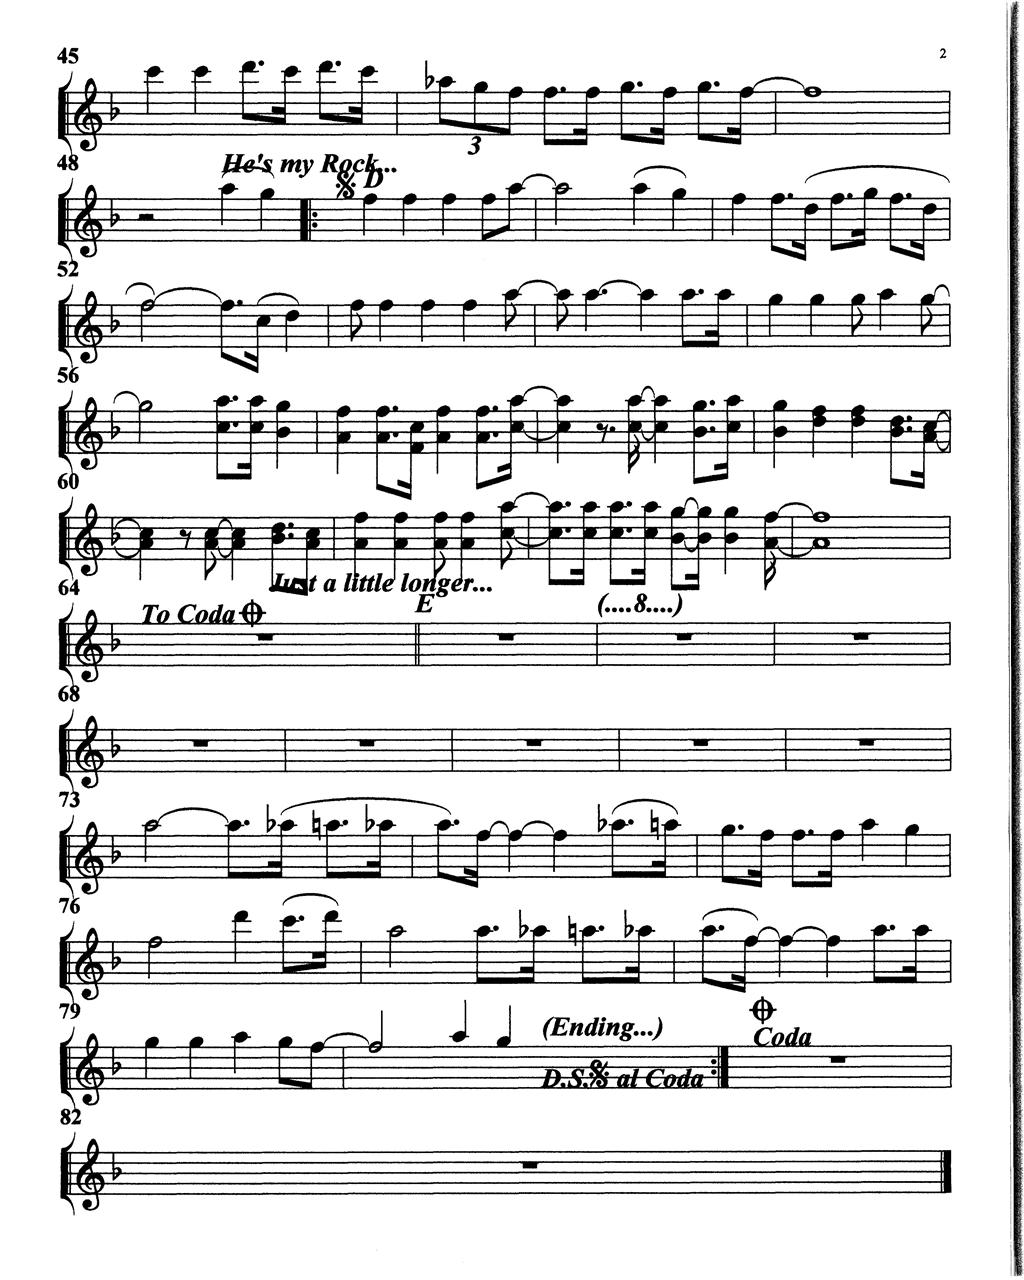 45
2
3
48
He's my Rock...
D
52
56
60
64
Just a little longer...
To Coda
E
(....8....)
68
73
76
79
(Ending...)
Coda
D.S. al Coda
82